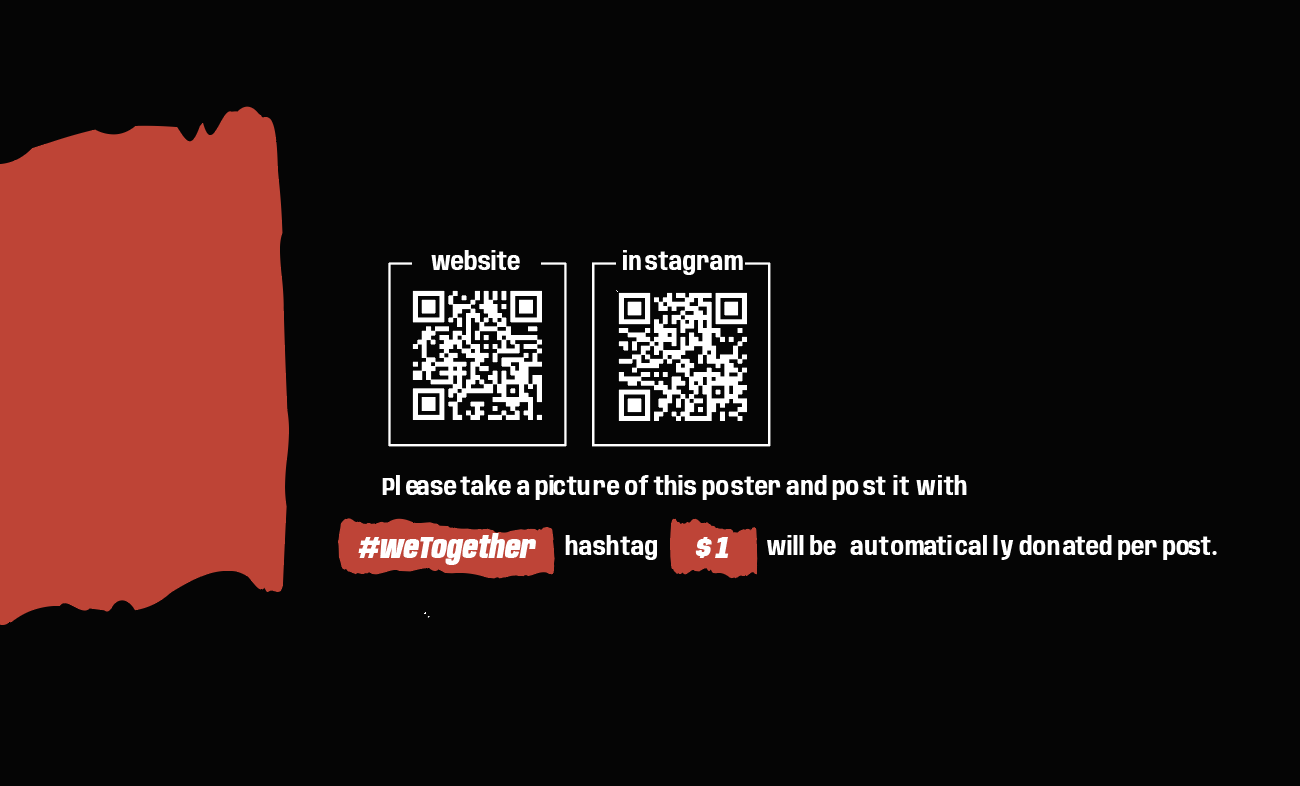 website
instagram
Please take a picture of this poster and post it with
#weTogether hashtag $1 will be automatically donated per post.